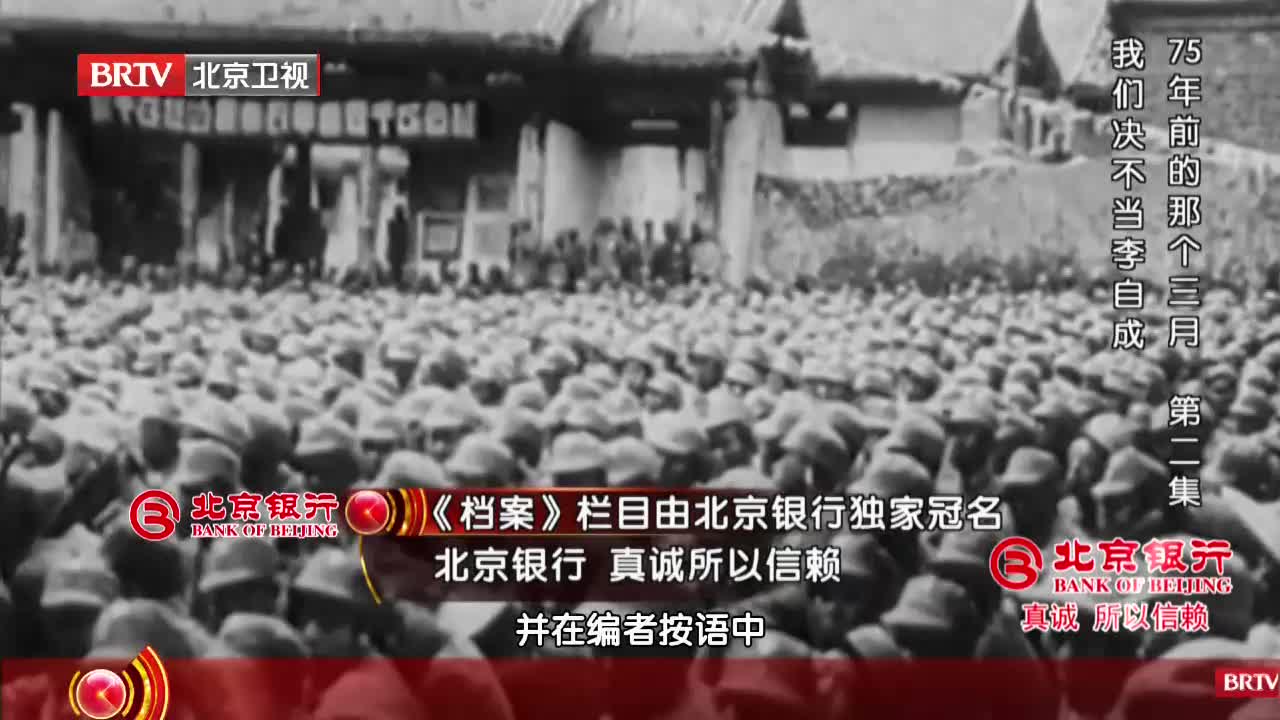 BRTV 北京卫视
75年前的那个三月 第二集
我们决不当李自成
北京银行
BANK OF BEIJING
《档案》栏目由北京银行独家冠名
北京银行 真诚所以信赖
北京银行
BANK OF BEIJING
真诚 所以信赖
并在编者按语中
BRTV